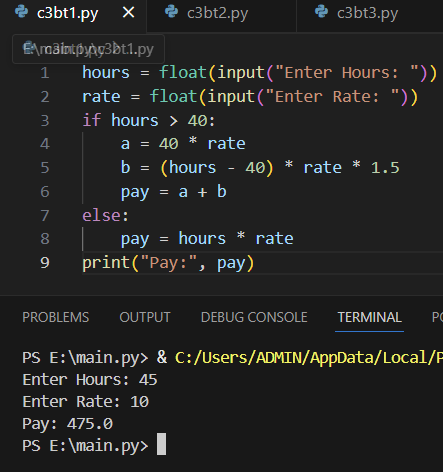 c3bt1.py c3bt2.py c3bt3.py
1 hours = float(input("Enter Hours: "))
2 rate = float(input("Enter Rate: "))
3 if hours > 40:
4     a = 40 * rate
5     b = (hours - 40) * rate * 1.5
6     pay = a + b
7 else:
8     pay = hours * rate
9 print("Pay:", pay)
PROBLEMS OUTPUT DEBUG CONSOLE TERMINAL
PS E:\main.py> & C:/Users/ADMIN/AppData/Local/P
Enter Hours: 45
Enter Rate: 10
Pay: 475.0
PS E:\main.py>